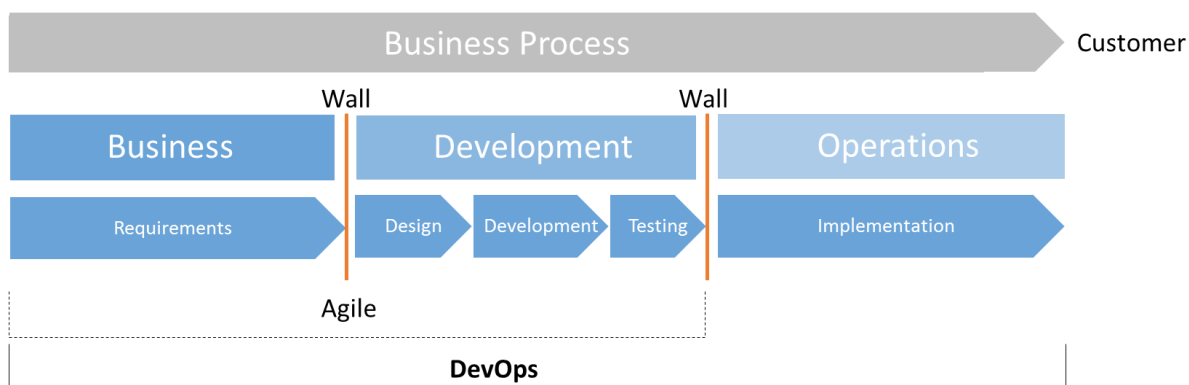 Business Process
Customer
Wall
Wall
Business
Development
Operations
Requirements
Design
Development
Testing
Implementation
Agile
DevOps